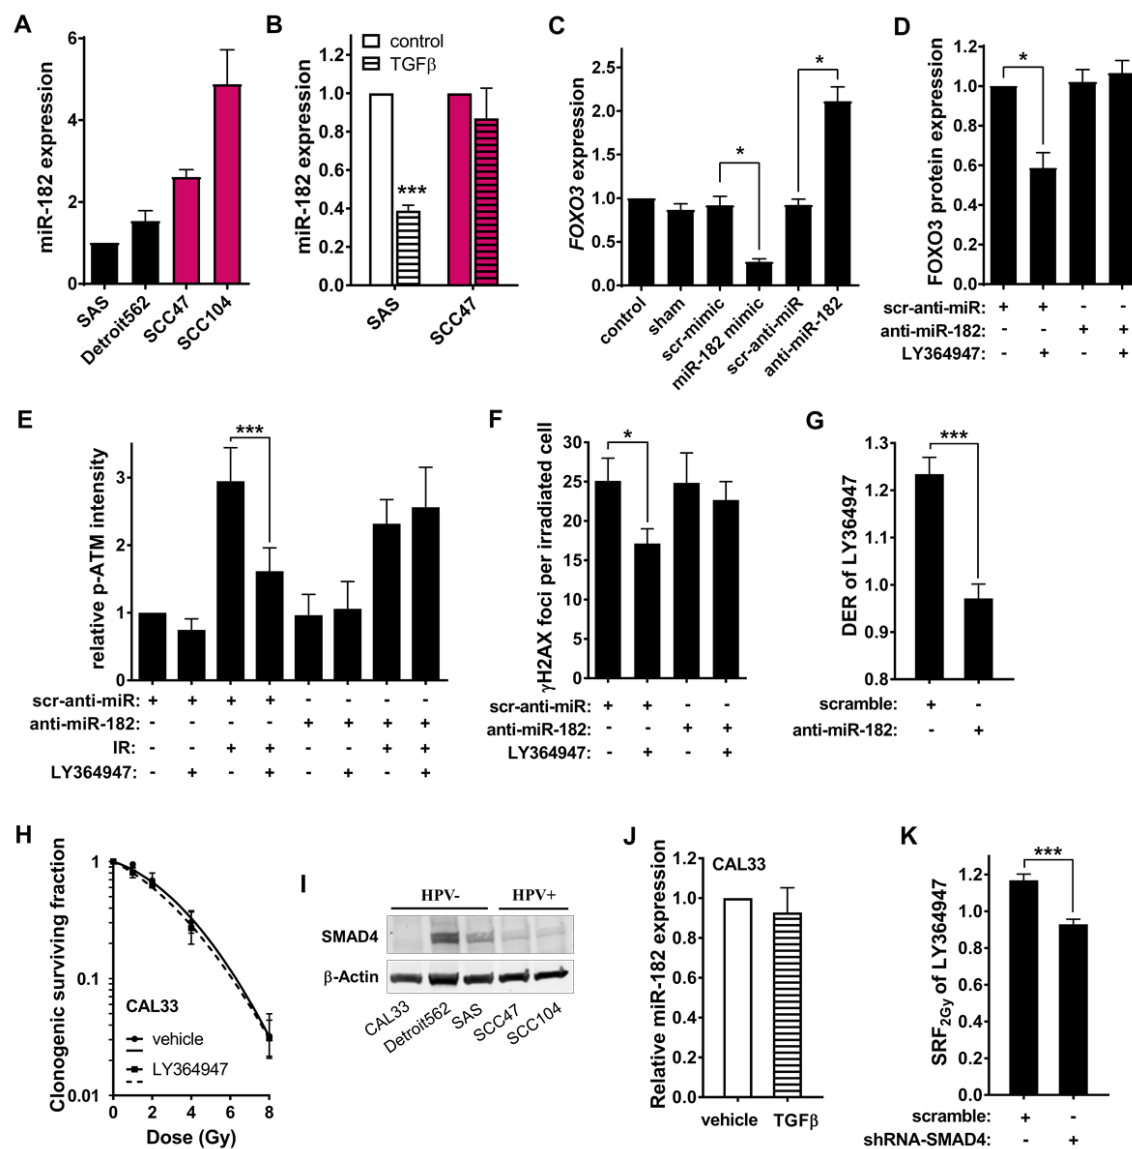 A
miR-182 expression
6
4
2
0
SAS
Detroit562
SCC47
SCC104
B
control
TGFβ
miR-182 expression
1.2
1.0
0.8
0.6
0.4
0.2
0.0
***
SAS
SCC47
C
FOXO3 expression
2.5
2.0
1.5
1.0
0.5
0.0
*
*
control
sham
scr-mimic
miR-182 mimic
scr-anti-miR
anti-miR-182
D
FOXO3 protein expression
1.2
1.0
0.8
0.6
0.4
0.2
0.0
*
scr-anti-miR: + + - -
anti-miR-182: - - + +
LY364947: - + - +
E
relative p-ATM intensity
3
2
1
0
***
scr-anti-miR: + + + + - - - -
anti-miR-182: - - - - + + + +
IR: - - + + - - + +
LY364947: - + - + - + - +
F
γH2AX foci per irradiated cell
30
25
20
15
10
5
0
*
scr-anti-miR: + + - -
anti-miR-182: - - + +
LY364947: - + - +
G
DER of LY364947
1.3
1.2
1.1
1.0
0.9
0.8
***
scramble: + -
anti-miR-182: - +
H
Clonogenic surviving fraction
1
0.1
0.01
CAL33
vehicle
LY364947
0 2 4 6 8
Dose (Gy)
I
HPV- HPV+
SMAD4
β-Actin
CAL33
Detroit562
SAS
SCC47
SCC104
J
Relative miR-182 expression
1.2
1.0
0.8
0.6
0.4
0.2
0.0
CAL33
vehicle TGFβ
K
SRF2Gy of LY364947
1.2
1.0
0.8
0.6
0.4
0.2
0.0
***
scramble: + -
shRNA-SMAD4: - +